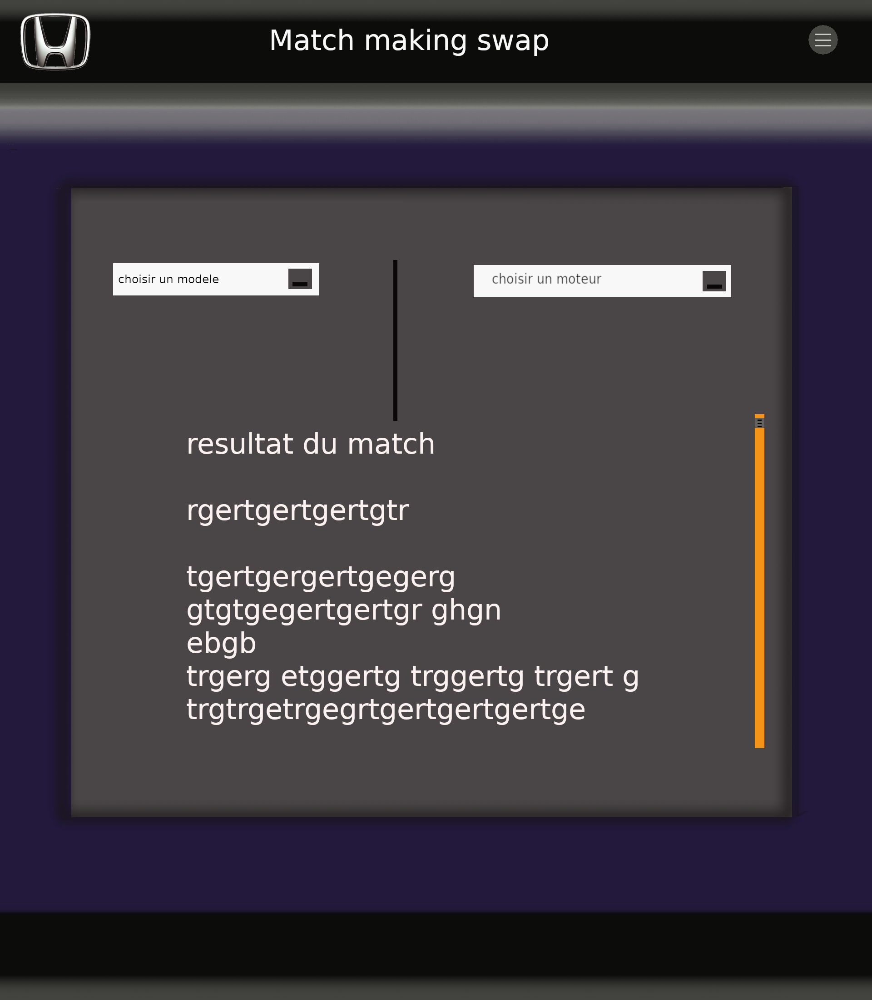 Match making swap
choisir un modele
choisir un moteur
resultat du match
rgertgertgertgtr
tgertgergertgegerg
gtgtgegertgertgr ghgn
ebgb
trgerg etggertg trggertg trgert g
trgtrgetrgegrtgertgertgertge